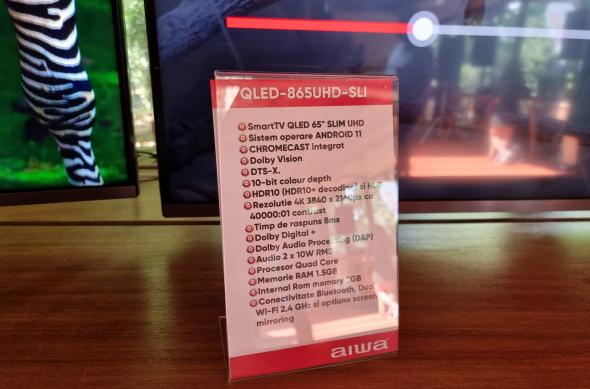 QLED-865UHD-SLI
SmartTV QLED 65" SLIM UHD
Sistem operare ANDROID 11
CHROMECAST integrat
Dolby Vision
DTS-X.
10-bit colour depth
HDR10 (HDR10+ decoding) si HLG
Rezolutie 4K 3840 x 2160px cu
40000:01 contrast
Timp de raspuns 8ms
Dolby Digital +
Dolby Audio Processing (DAP)
Audio 2 x 10W RMS
Procesor Quad Core
Memorie RAM 1.5GB
Internal Rom memory
Conectivitate Bluetooth, Dual
Wi-Fi 2,4 GHz si optiune screen
mirroring
aiwa